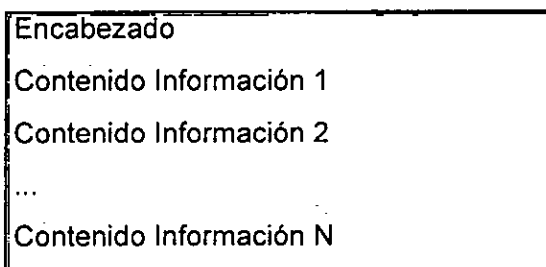 Encabezado
Contenido Información 1
Contenido Información 2
...
Contenido Información N